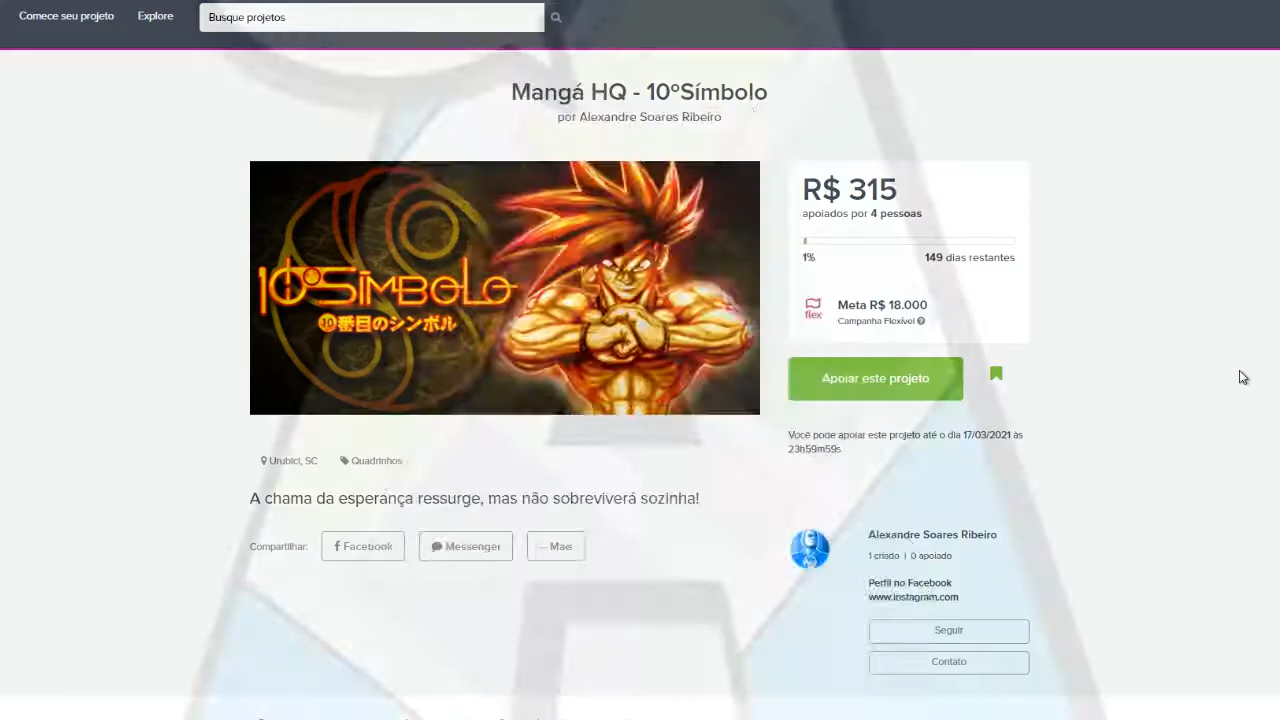 Comece seu projeto
Explore
Busque projetos
Mangá HQ - 10ºSímbolo
por Alexandre Soares Ribeiro
10ºSímbolo
10番目のシンボル
R$ 315
apoiados por 4 pessoas
1%
149 dias restantes
flex
Meta R$ 18.000
Campanha Flexível
Apoiar este projeto
Você pode apoiar este projeto até o dia 17/03/2021 às
23h59m59s
Urubici, SC
Quadrinhos
A chama da esperança ressurge, mas não sobreviverá sozinha!
Compartilhar:
Facebook
Messenger
Mais
Alexandre Soares Ribeiro
1 criado | 0 apoiado
Perfil no Facebook
www.instagram.com
Seguir
Contato